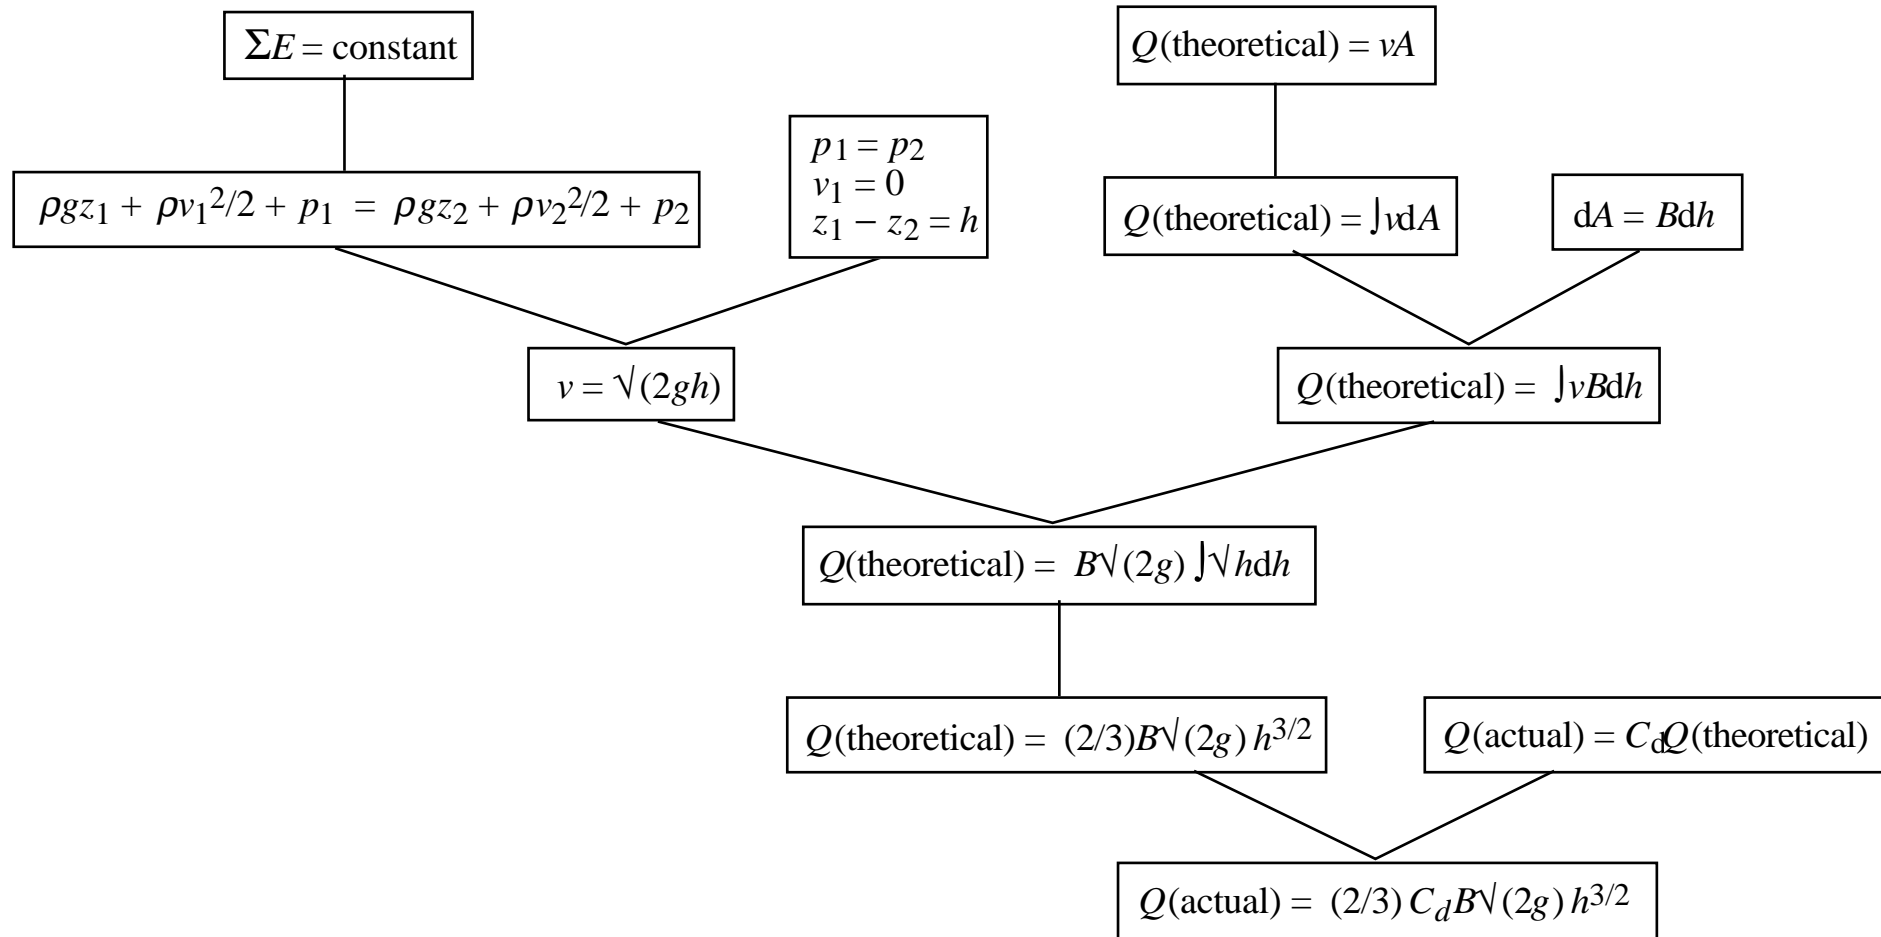 ΣE = constant
Q(theoretical) = vA
p₁ = p₂
v₁ = 0
z₁ − z₂ = h
ρgz₁ + ρv₁²/2 + p₁ = ρgz₂ + ρv₂²/2 + p₂
Q(theoretical) = ∫vdA
dA = Bdh
v = √(2gh)
Q(theoretical) = ∫vBdh
Q(theoretical) = B√(2g) ∫√hdh
Q(theoretical) = (2/3)B√(2g) h^3/2
Q(actual) = C_dQ(theoretical)
Q(actual) = (2/3) C_dB√(2g) h^3/2